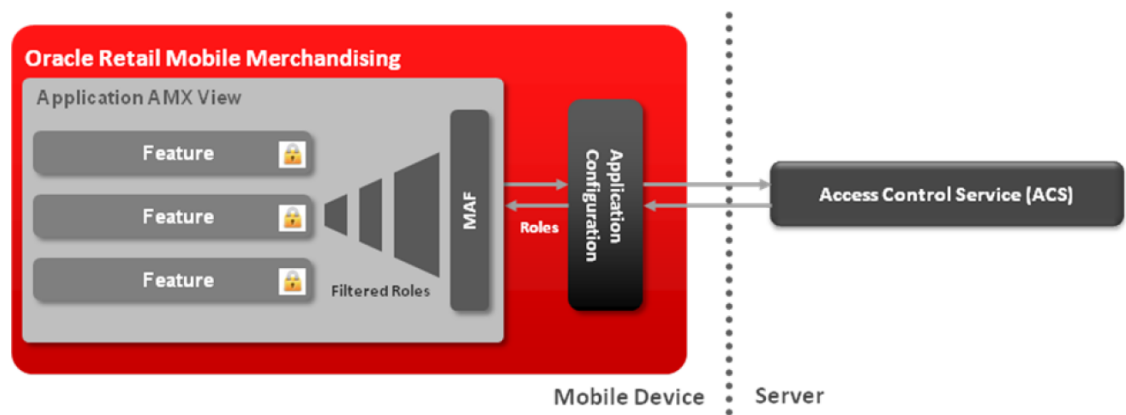 Oracle Retail Mobile Merchandising
Application AMX View
Feature
Feature
Feature
Filtered Roles
MAF
Roles
Application
Configuration
Access Control Service (ACS)
Mobile Device
Server